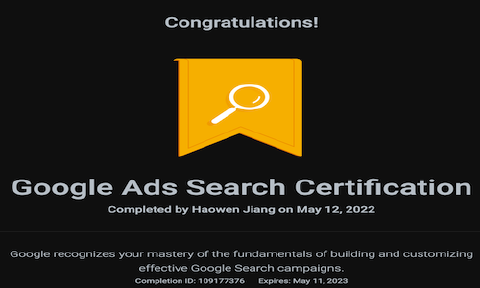 Congratulations!
Google Ads Search Certification
Completed by Haowen Jiang on May 12, 2022
Google recognizes your mastery of the fundamentals of building and customizing
effective Google Search campaigns.
Completion ID: 109177376 Expires: May 11, 2023